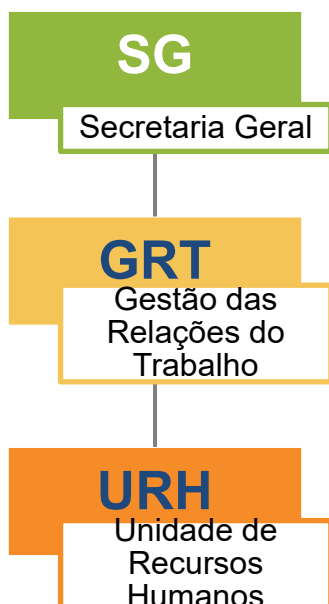 SG
Secretaria Geral
GRT
Gestão das
Relações do
Trabalho
URH
Unidade de
Recursos
Humanos